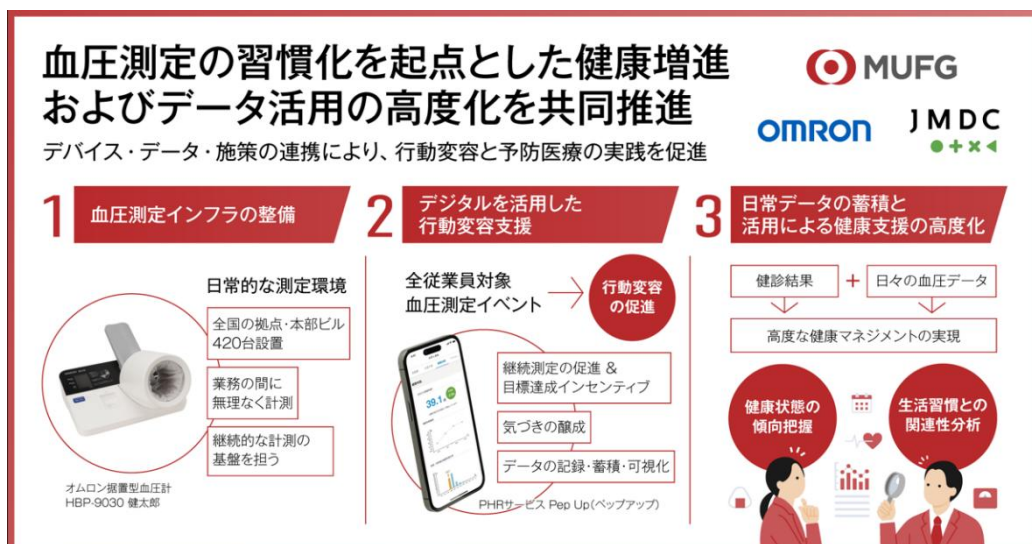 血圧測定の習慣化を起点とした健康増進
およびデータ活用の高度化を共同推進
デバイス・データ・施策の連携により、行動変容と予防医療の実践を促進
MUFG
OMRON
JMDC
1 血圧測定インフラの整備
日常的な測定環境
全国の拠点・本部ビル
420台設置
業務の間に
無理なく計測
継続的な計測の
基盤を担う
オムロン据置型血圧計
HBP-9030 健太郎
2 デジタルを活用した
行動変容支援
全従業員対象
血圧測定イベント
行動変容
の促進
39.1
継続測定の促進 &
目標達成インセンティブ
気づきの醸成
データの記録・蓄積・可視化
PHRサービス Pep Up(ペップアップ)
3 日常データの蓄積と
活用による健康支援の高度化
健診結果 + 日々の血圧データ
高度な健康マネジメントの実現
健康状態の
傾向把握
生活習慣との
関連性分析